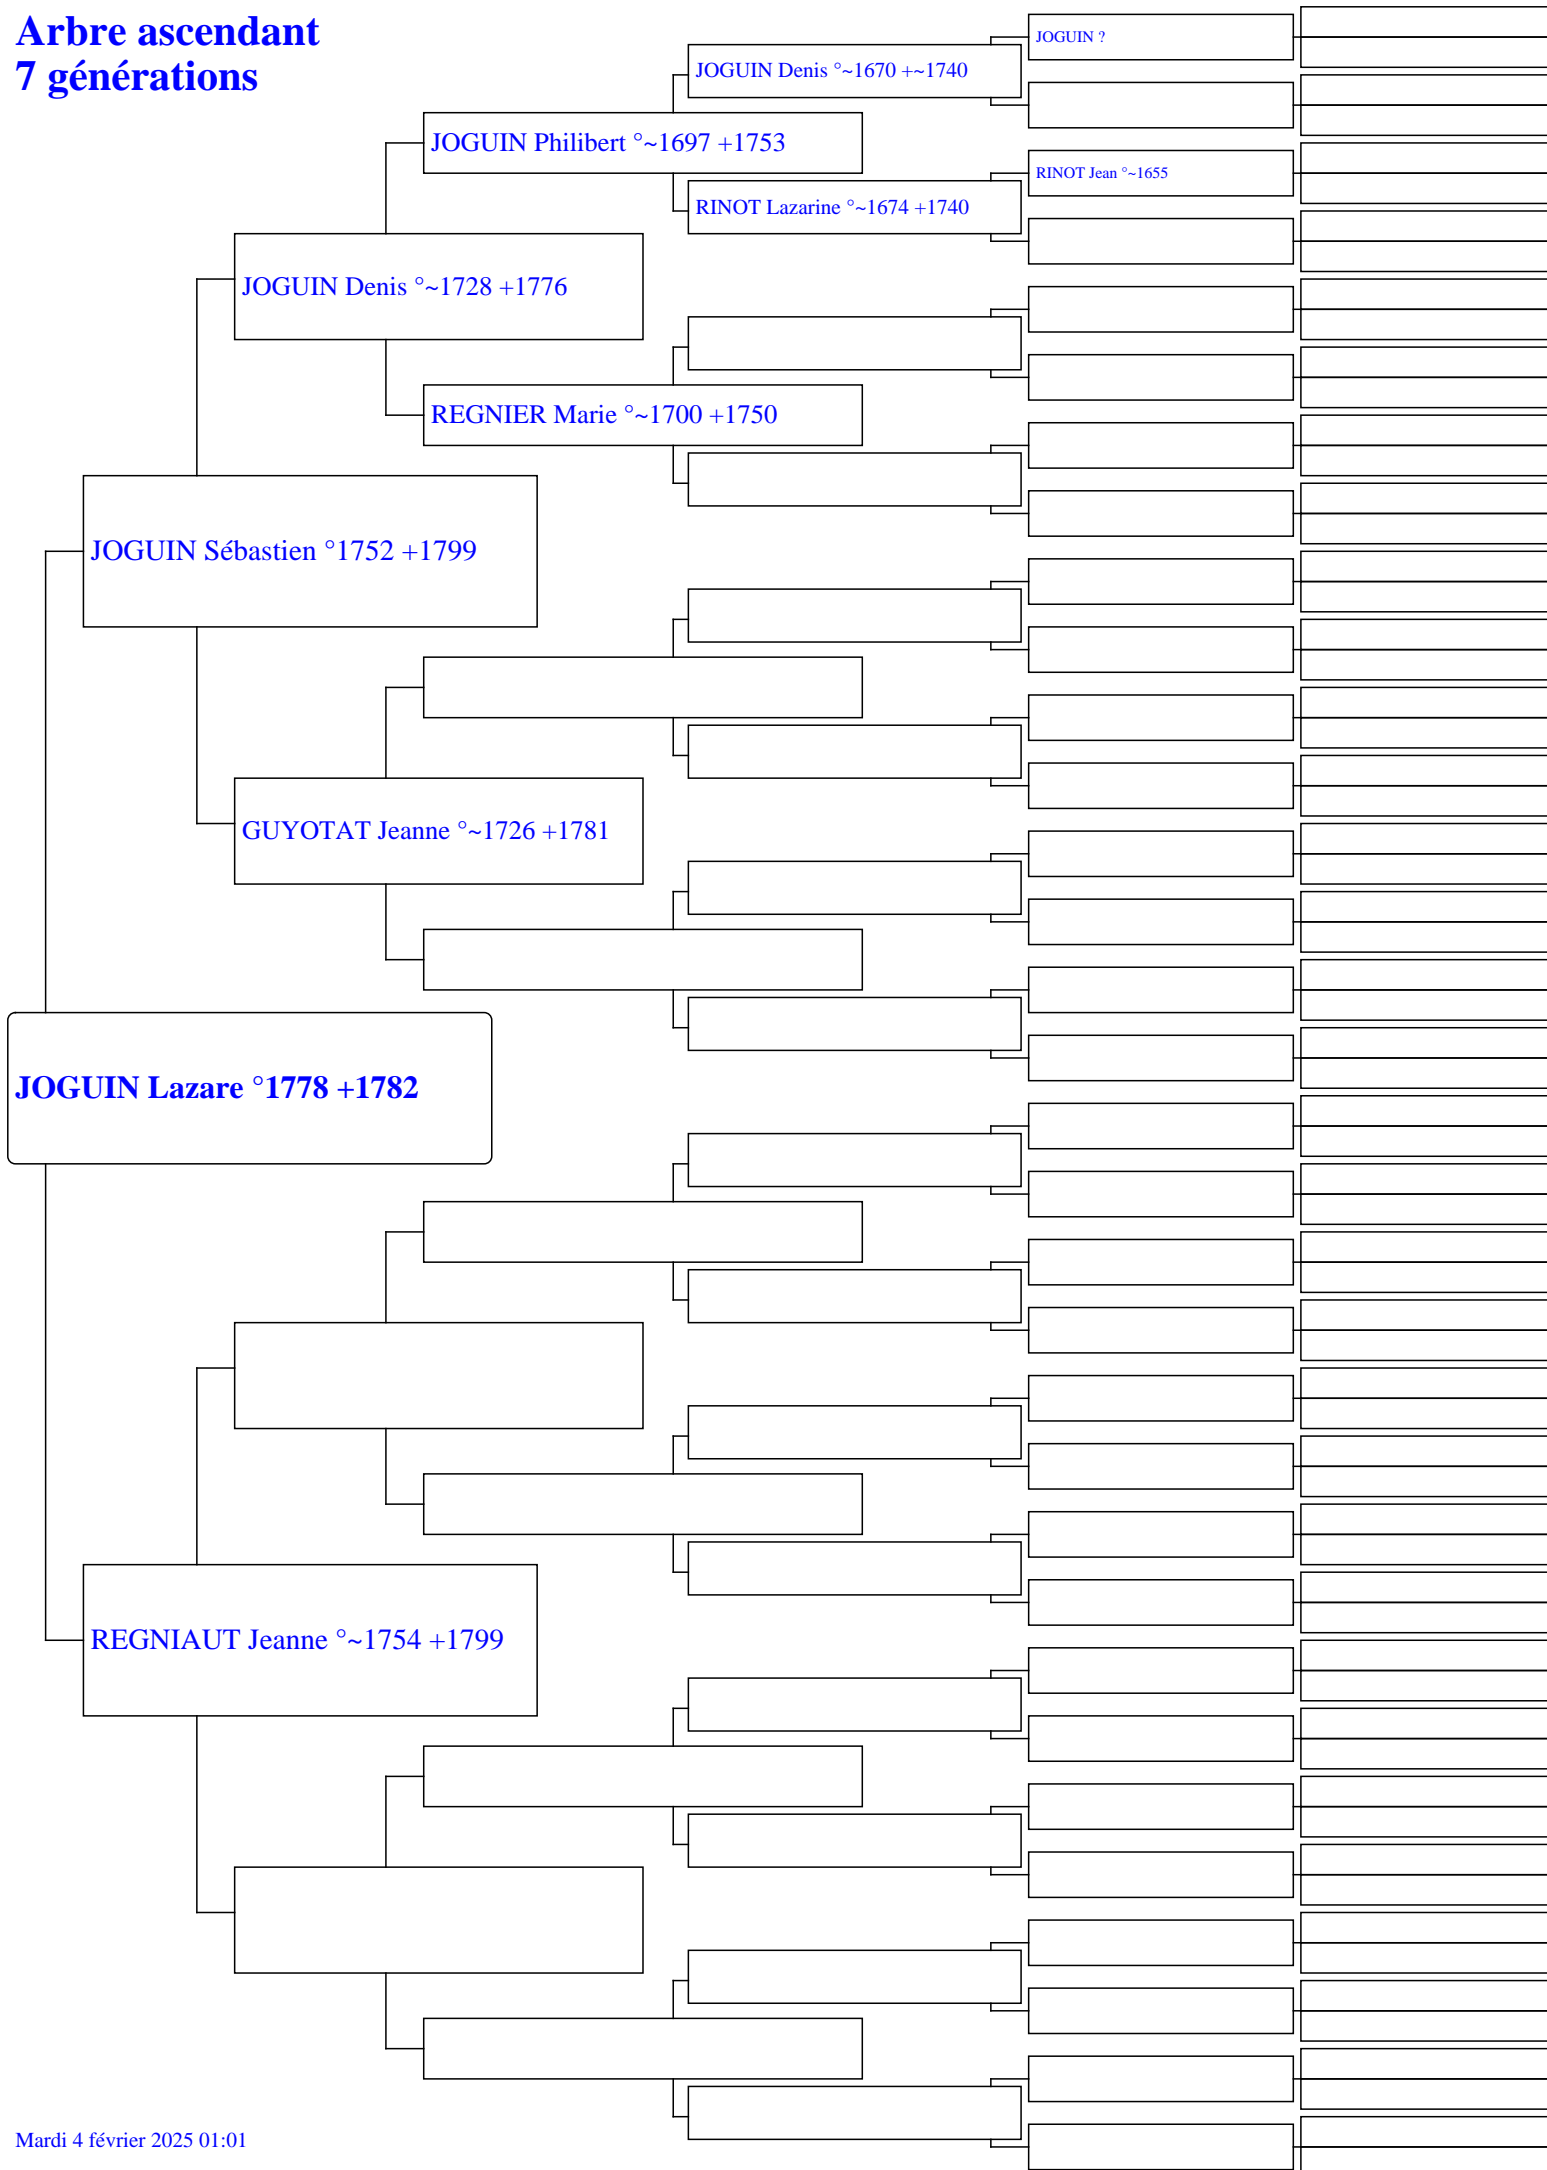 Arbre ascendant
7 générations
JOGUIN ?
JOGUIN Denis °~1670 +~1740
JOGUIN Philibert °~1697 +1753
RINOT Jean °~1655
RINOT Lazarine °~1674 +1740
JOGUIN Denis °~1728 +1776
REGNIER Marie °~1700 +1750
JOGUIN Sébastien °1752 +1799
GUYOTAT Jeanne °~1726 +1781
JOGUIN Lazare °1778 +1782
REGNIAUT Jeanne °~1754 +1799
Mardi 4 février 2025 01:01